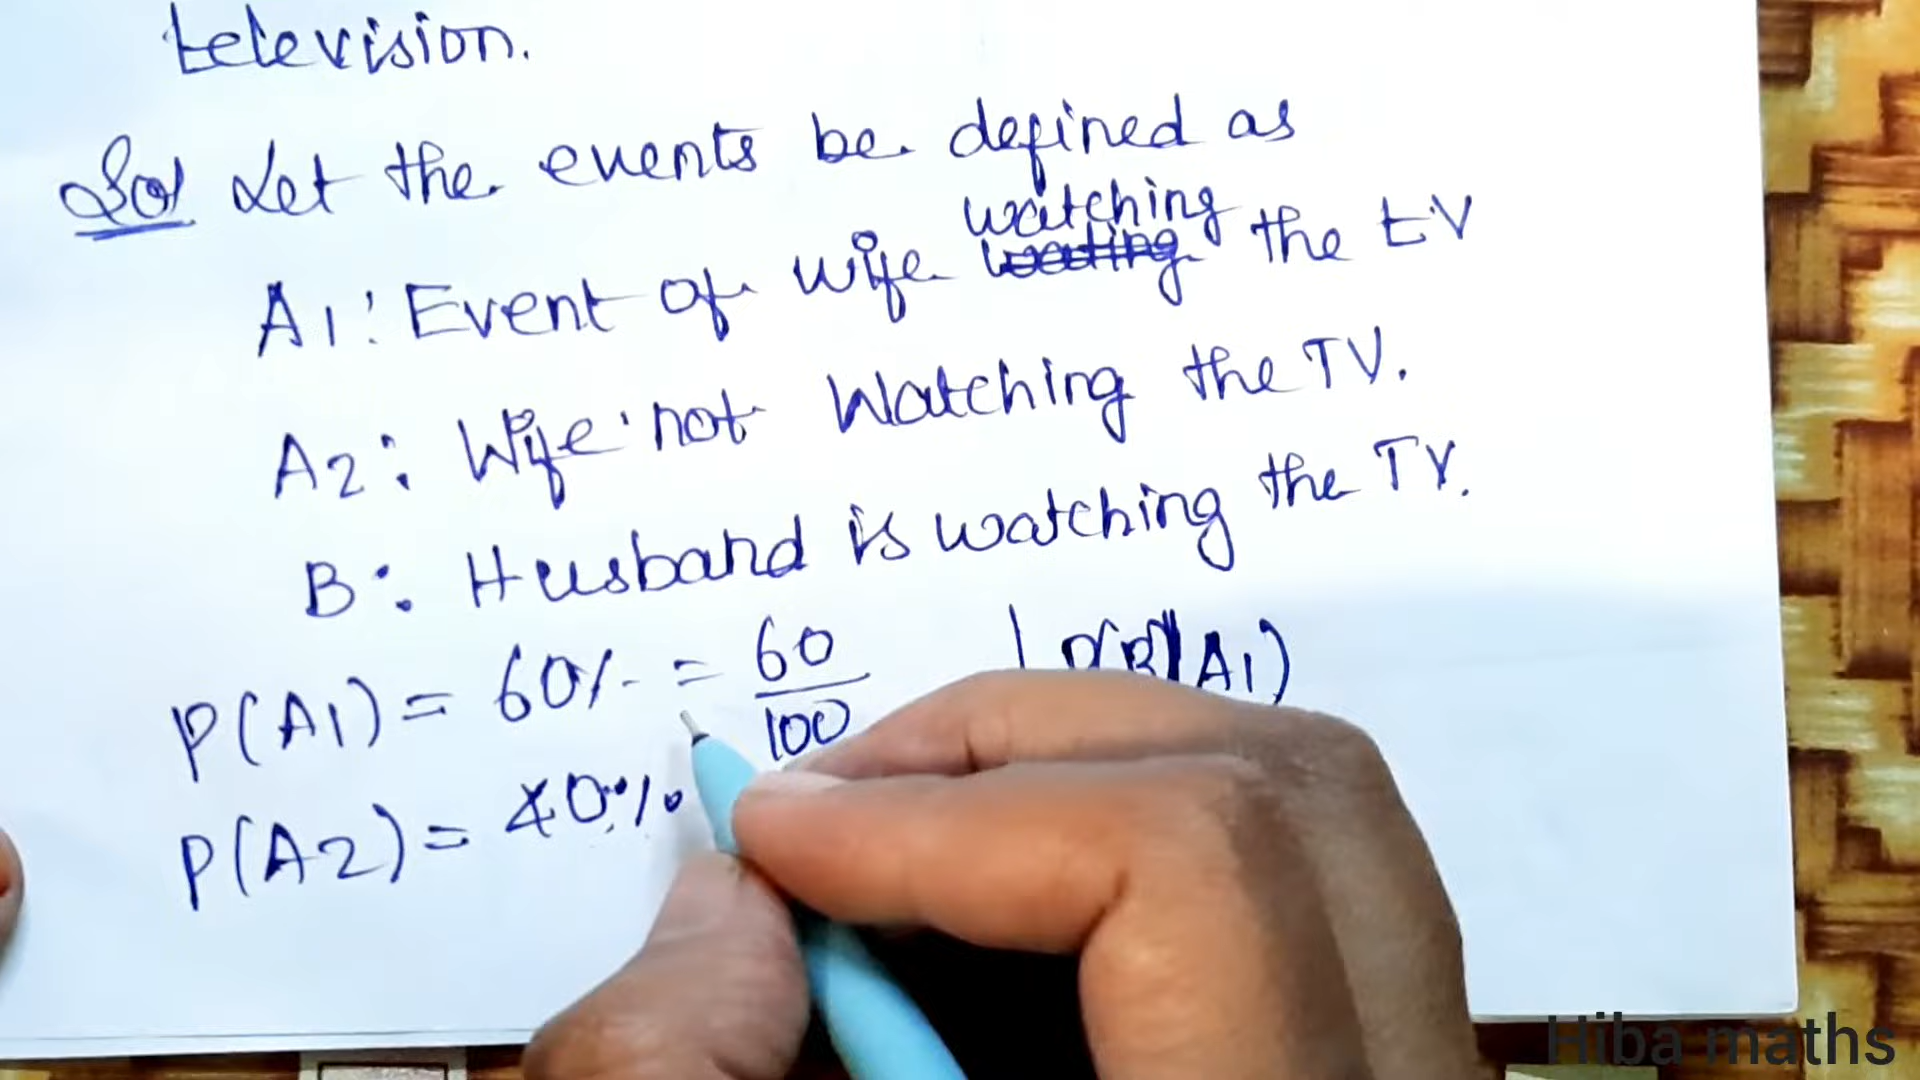 television.
Sol Let the events be defined as
watching
A1: Event of wife the tv
A2: Wife not Watching the TV.
B: Husband is watching the TV.
P(A1) = 60% = 60/100 P(B|A1)
P(A2) = 40%
Hiba maths